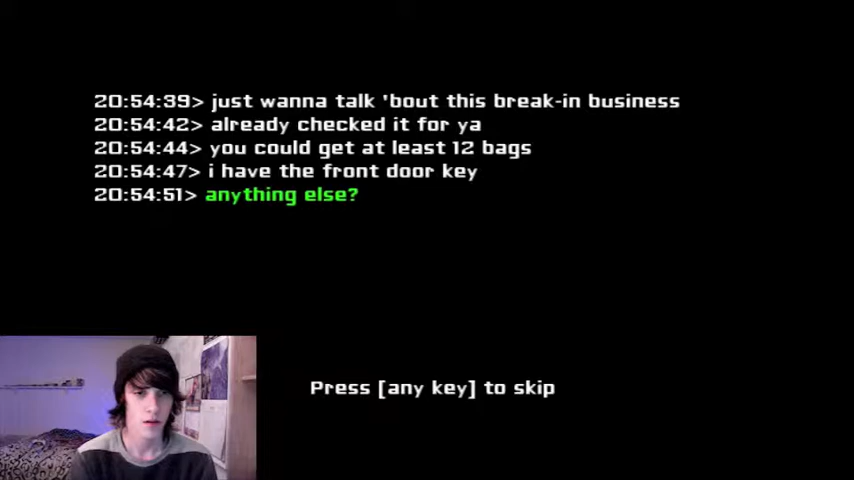 20:54:39> just wanna talk 'bout this break-in business
20:54:42> already checked it for ya
20:54:44> you could get at least 12 bags
20:54:47> i have the front door key
20:54:51> anything else?
Press [any key] to skip